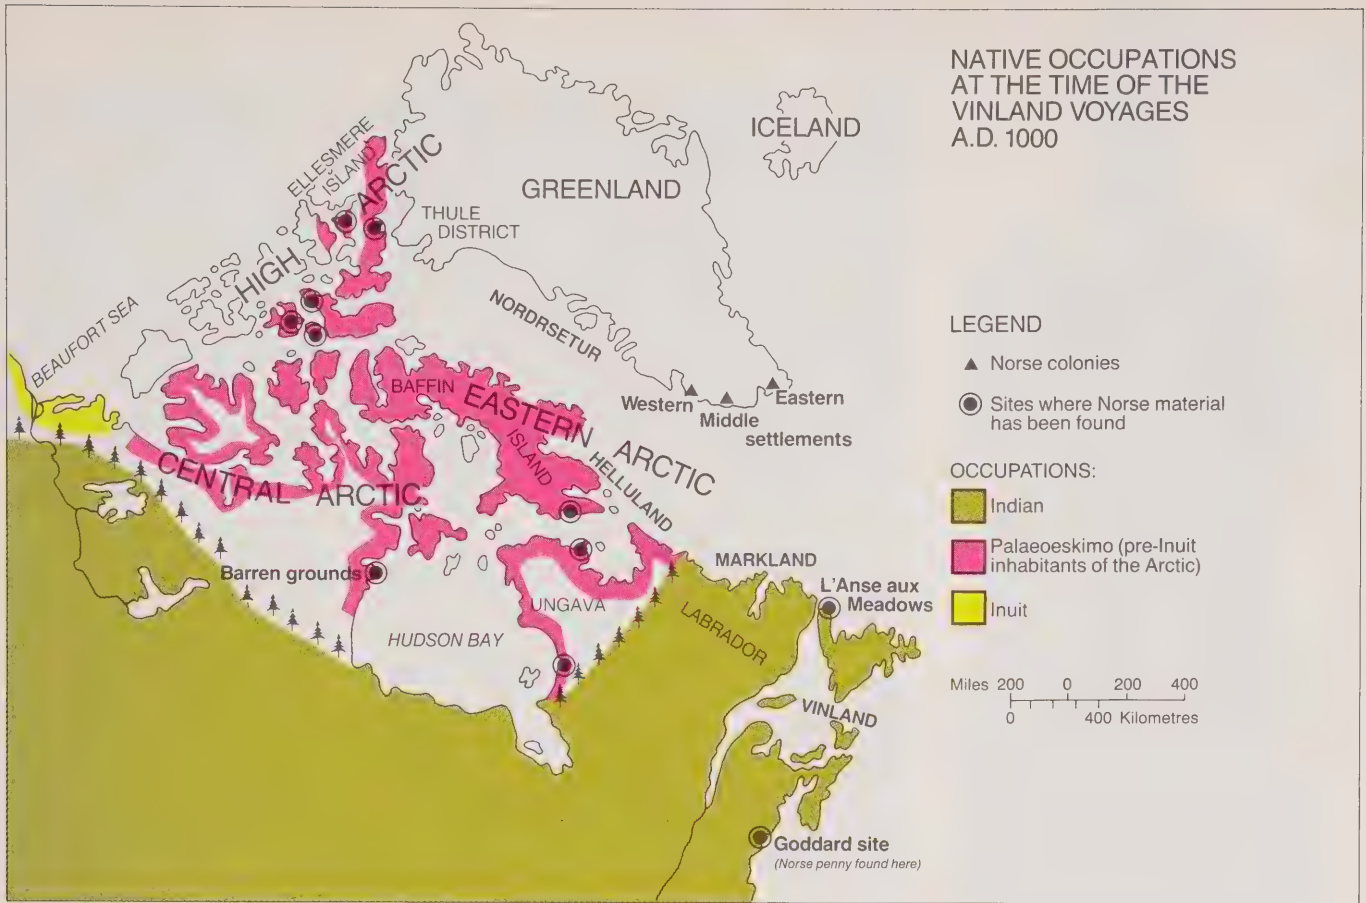 NATIVE OCCUPATIONS
AT THE TIME OF THE
VINLAND VOYAGES
A.D. 1000
ICELAND
GREENLAND
ELLESMERE
ISLAND
HIGH ARCTIC
THULE
DISTRICT
BEAUFORT SEA
NORDRSETUR
Western
Middle
Eastern
settlements
BAFFIN
ISLAND
EASTERN ARCTIC
HELLULAND
CENTRAL ARCTIC
Barren grounds
UNGAVA
HUDSON BAY
MARKLAND
LABRADOR
L'Anse aux
Meadows
VINLAND
Goddard site
(Norse penny found here)
LEGEND
Norse colonies
Sites where Norse material
has been found
OCCUPATIONS:
Indian
Palaeoeskimo (pre-Inuit
inhabitants of the Arctic)
Inuit
Miles 200 0 200 400
0 400 Kilometres